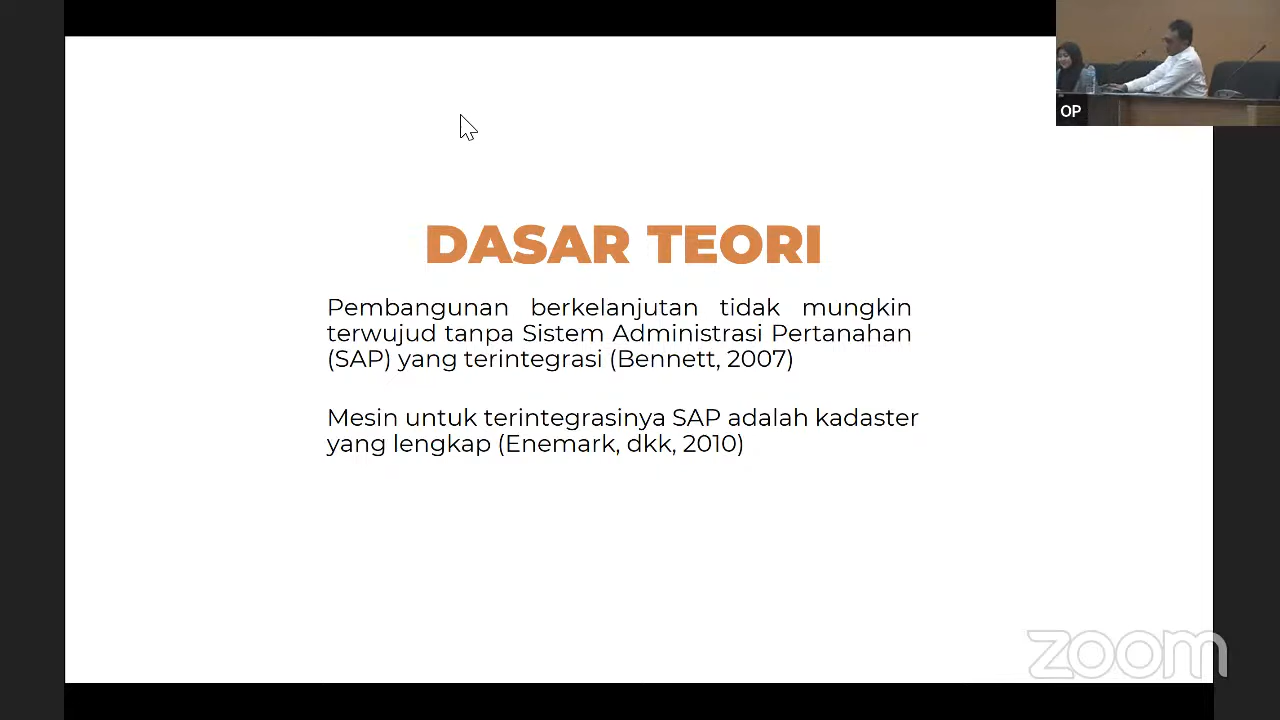 OP
DASAR TEORI
Pembangunan berkelanjutan tidak mungkin
terwujud tanpa Sistem Administrasi Pertanahan
(SAP) yang terintegrasi (Bennett, 2007)
Mesin untuk terintegrasinya SAP adalah kadaster
yang lengkap (Enemark, dkk, 2010)
zoom